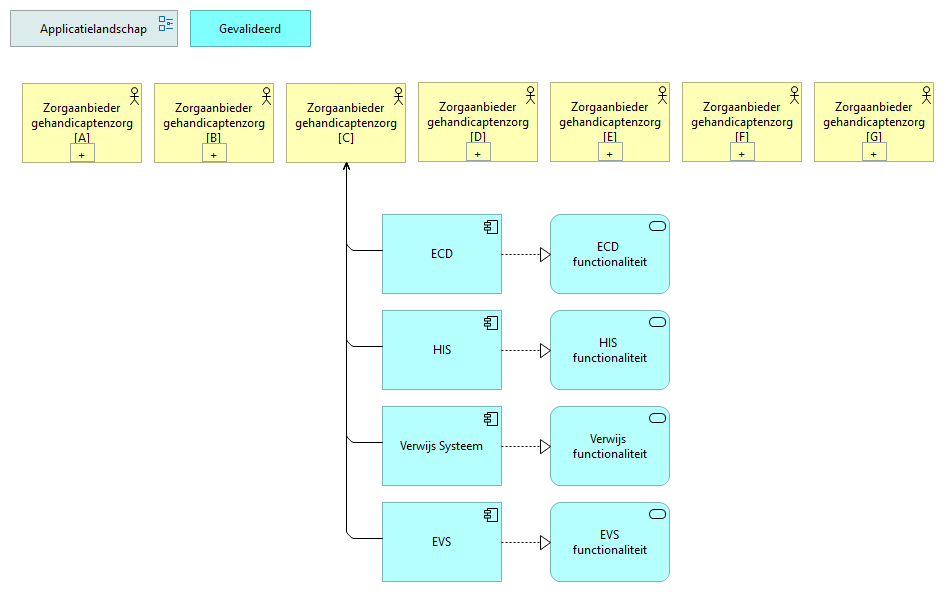 Applicatielandschap
Gevalideerd
Zorgaanbieder
gehandicaptenzorg
[A]
+
Zorgaanbieder
gehandicaptenzorg
[B]
+
Zorgaanbieder
gehandicaptenzorg
[C]
Zorgaanbieder
gehandicaptenzorg
[D]
+
Zorgaanbieder
gehandicaptenzorg
[E]
+
Zorgaanbieder
gehandicaptenzorg
[F]
+
Zorgaanbieder
gehandicaptenzorg
[G]
+
ECD
ECD
functionaliteit
HIS
HIS
functionaliteit
Verwijs Systeem
Verwijs
functionaliteit
EVS
EVS
functionaliteit